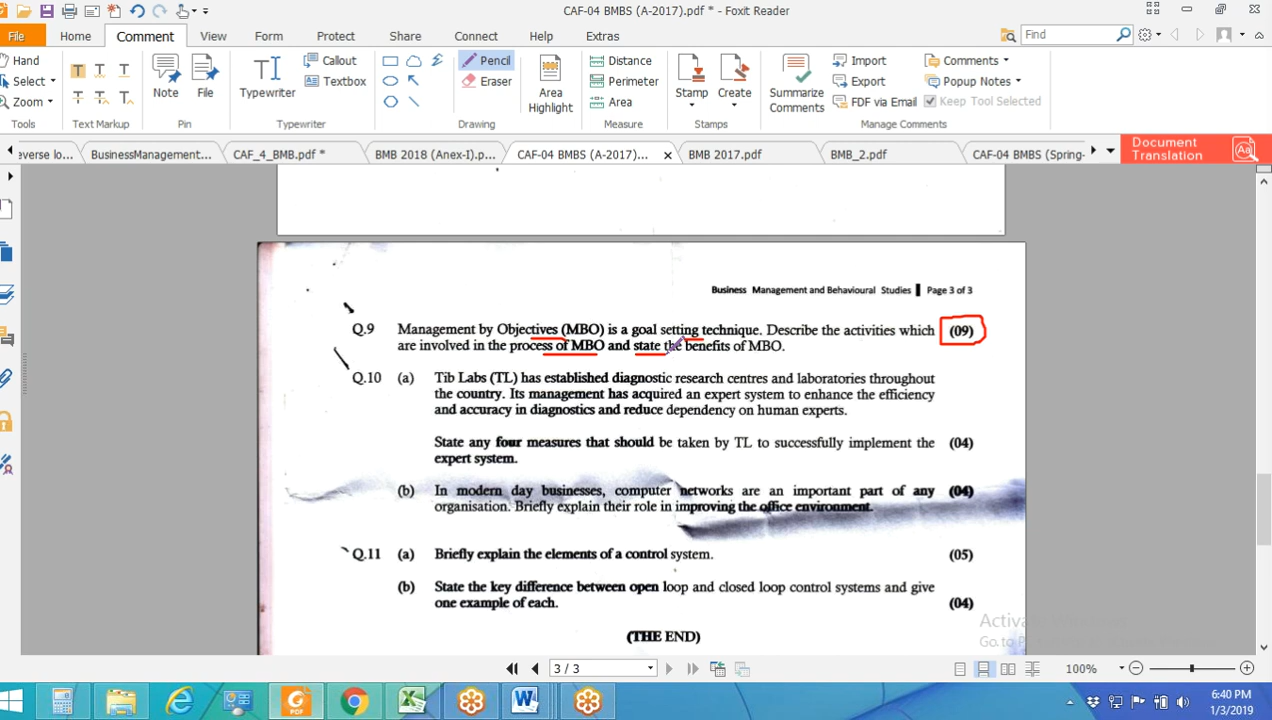 CAF-04 BMBS (A-2017).pdf * - Foxit Reader
File Home Comment View Form Protect Share Connect Help Extras Find
Hand
Select
Zoom
Tools
Text Markup
Note
File
Pin
Typewriter
Callout
Textbox
Typewriter
Pencil
Eraser
Area
Highlight
Drawing
Distance
Perimeter
Area
Measure
Stamp
Create
Stamps
Summarize
Comments
Import
Export
FDF via Email
Comments
Popup Notes
Keep Tool Selected
Manage Comments
everse lo... BusinessManagement... CAF_4_BMB.pdf * BMB 2018 (Anex-I).p... CAF-04 BMBS (A-2017)... BMB 2017.pdf BMB_2.pdf CAF-04 BMBS (Spring-
Document
Translation
Business Management and Behavioural Studies Page 3 of 3
Q.9 Management by Objectives (MBO) is a goal setting technique. Describe the activities which (09)
are involved in the process of MBO and state the benefits of MBO.
Q.10 (a) Tib Labs (TL) has established diagnostic research centres and laboratories throughout
the country. Its management has acquired an expert system to enhance the efficiency
and accuracy in diagnostics and reduce dependency on human experts.
State any four measures that should be taken by TL to successfully implement the (04)
expert system.
(b) In modern day businesses, computer networks are an important part of any (04)
organisation. Briefly explain their role in improving the office environment.
Q.11 (a) Briefly explain the elements of a control system. (05)
(b) State the key difference between open loop and closed loop control systems and give
one example of each. (04)
(THE END)
3 / 3
100%
6:40 PM
1/3/2019